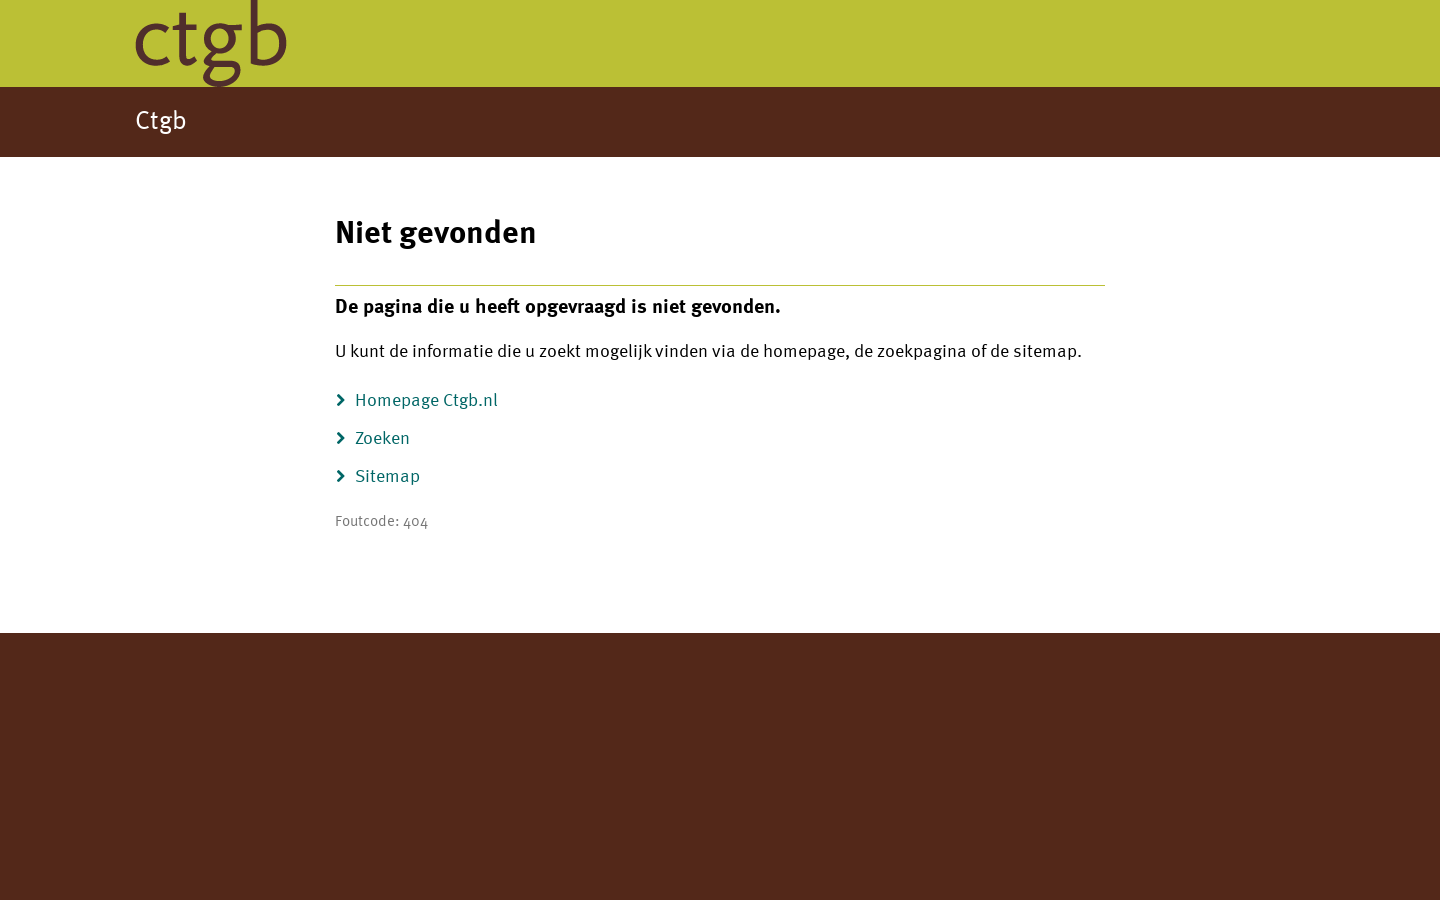 ctgb
Ctgb
Niet gevonden
De pagina die u heeft opgevraagd is niet gevonden.
U kunt de informatie die u zoekt mogelijk vinden via de homepage, de zoekpagina of de sitemap.
Homepage Ctgb.nl
Zoeken
Sitemap
Foutcode: 404